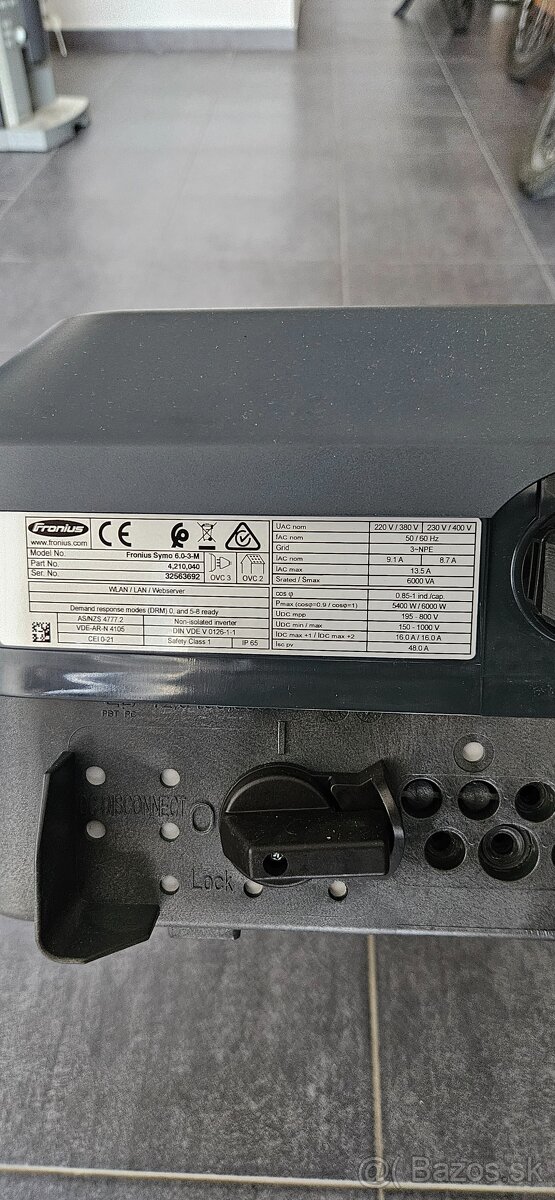 Fronius
www.fronius.com
CE
Model No. Fronius Symo 6.0-3-M
Part No. 4,210,040
Ser. No. 32563692
OVC 3 OVC 2
WLAN / LAN / Webserver
Demand response modes (DRM) 0, and 5-8 ready
AS/NZS 4777.2 Non-isolated inverter
VDE-AR-N 4105 DIN VDE V 0126-1-1
CEI 0-21 Safety Class 1 IP 65
UAC nom 220 V / 380 V 230 V / 400 V
fAC nom 50 / 60 Hz
Grid 3~NPE
IAC nom 9.1 A 8.7 A
IAC max 13.5 A
Srated / Smax 6000 VA
cos φ 0.85-1 ind./cap.
Pmax (cosφ=0.9 / cosφ=1) 5400 W / 6000 W
UDC mpp 195 - 800 V
UDC min / max 150 - 1000 V
IDC max +1 / IDC max +2 16.0 A / 16.0 A
Isc pv 48.0 A
PBT PC
DC DISCONNECT
I
O
Lock
Bazos.sk